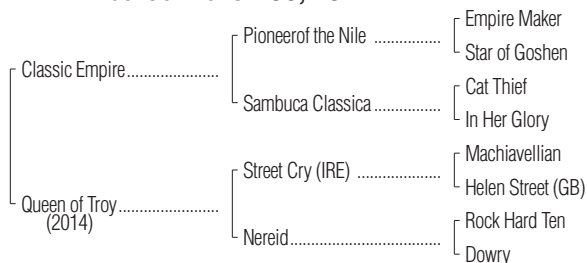 Empire Maker
Pioneerof the Nile
Star of Goshen
Classic Empire
Cat Thief
Sambuca Classica
In Her Glory
Machiavellian
Street Cry (IRE)
Helen Street (GB)
Queen of Troy
(2014)
Rock Hard Ten
Nereid
Dowry